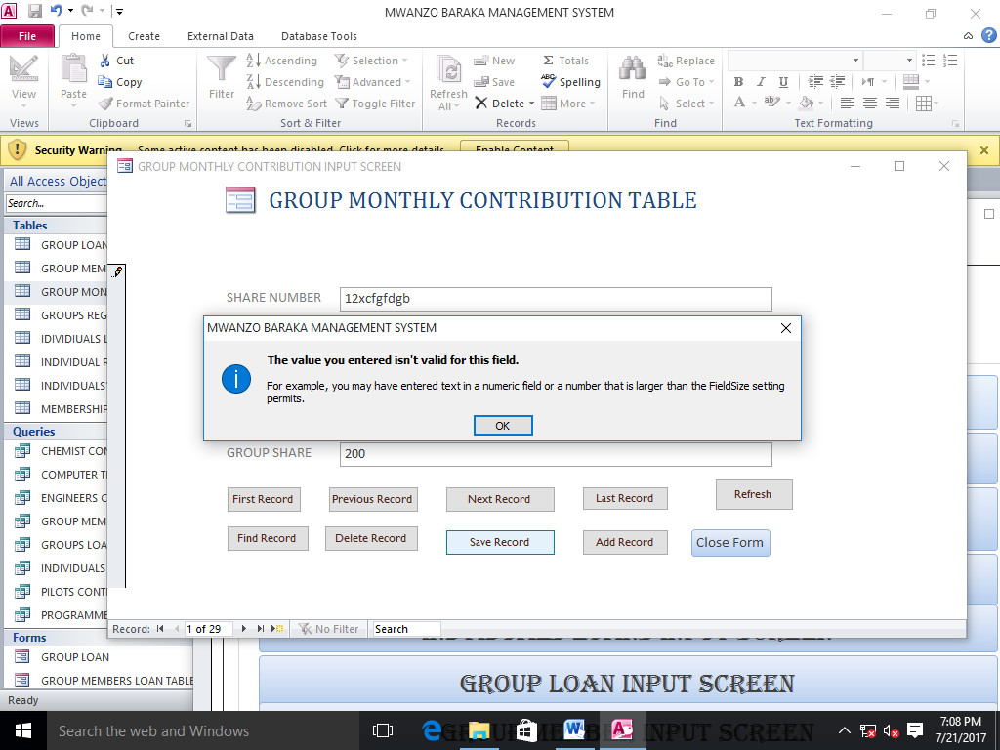 MWANZO BARAKA MANAGEMENT SYSTEM
File Home Create External Data Database Tools
View
Views
Paste
Cut
Copy
Format Painter
Clipboard
Filter
Ascending
Descending
Remove Sort
Selection
Advanced
Toggle Filter
Sort & Filter
Refresh
All
New
Save
Delete
Totals
Spelling
More
Records
Find
Replace
Go To
Select
Find
B I U
Text Formatting
Security Warning Some active content has been disabled. Click for more details. Enable Content
All Access Object
Search...
Tables
GROUP LOAN
GROUP MEM
GROUP MON
GROUPS REG
IDIVIDIUALS L
INDIVIDUAL R
INDIVIDUALS
MEMBERSHIP
Queries
CHEMIST CON
COMPUTER T
ENGINEERS C
GROUP MEM
GROUPS LOA
INDIVIDUALS
PILOTS CONT
PROGRAMME
Forms
GROUP LOAN
GROUP MEMBERS LOAN TABLE
Ready
GROUP MONTHLY CONTRIBUTION INPUT SCREEN
GROUP MONTHLY CONTRIBUTION TABLE
SHARE NUMBER 12xcfgfdgb
MWANZO BARAKA MANAGEMENT SYSTEM
The value you entered isn't valid for this field.
For example, you may have entered text in a numeric field or a number that is larger than the FieldSize setting
permits.
OK
GROUP SHARE 200
First Record Previous Record Next Record Last Record Refresh
Find Record Delete Record Save Record Add Record Close Form
Record: 1 of 29 No Filter Search
GROUP LOAN INPUT SCREEN
INPUT SCREEN
Search the web and Windows
7:08 PM
7/21/2017